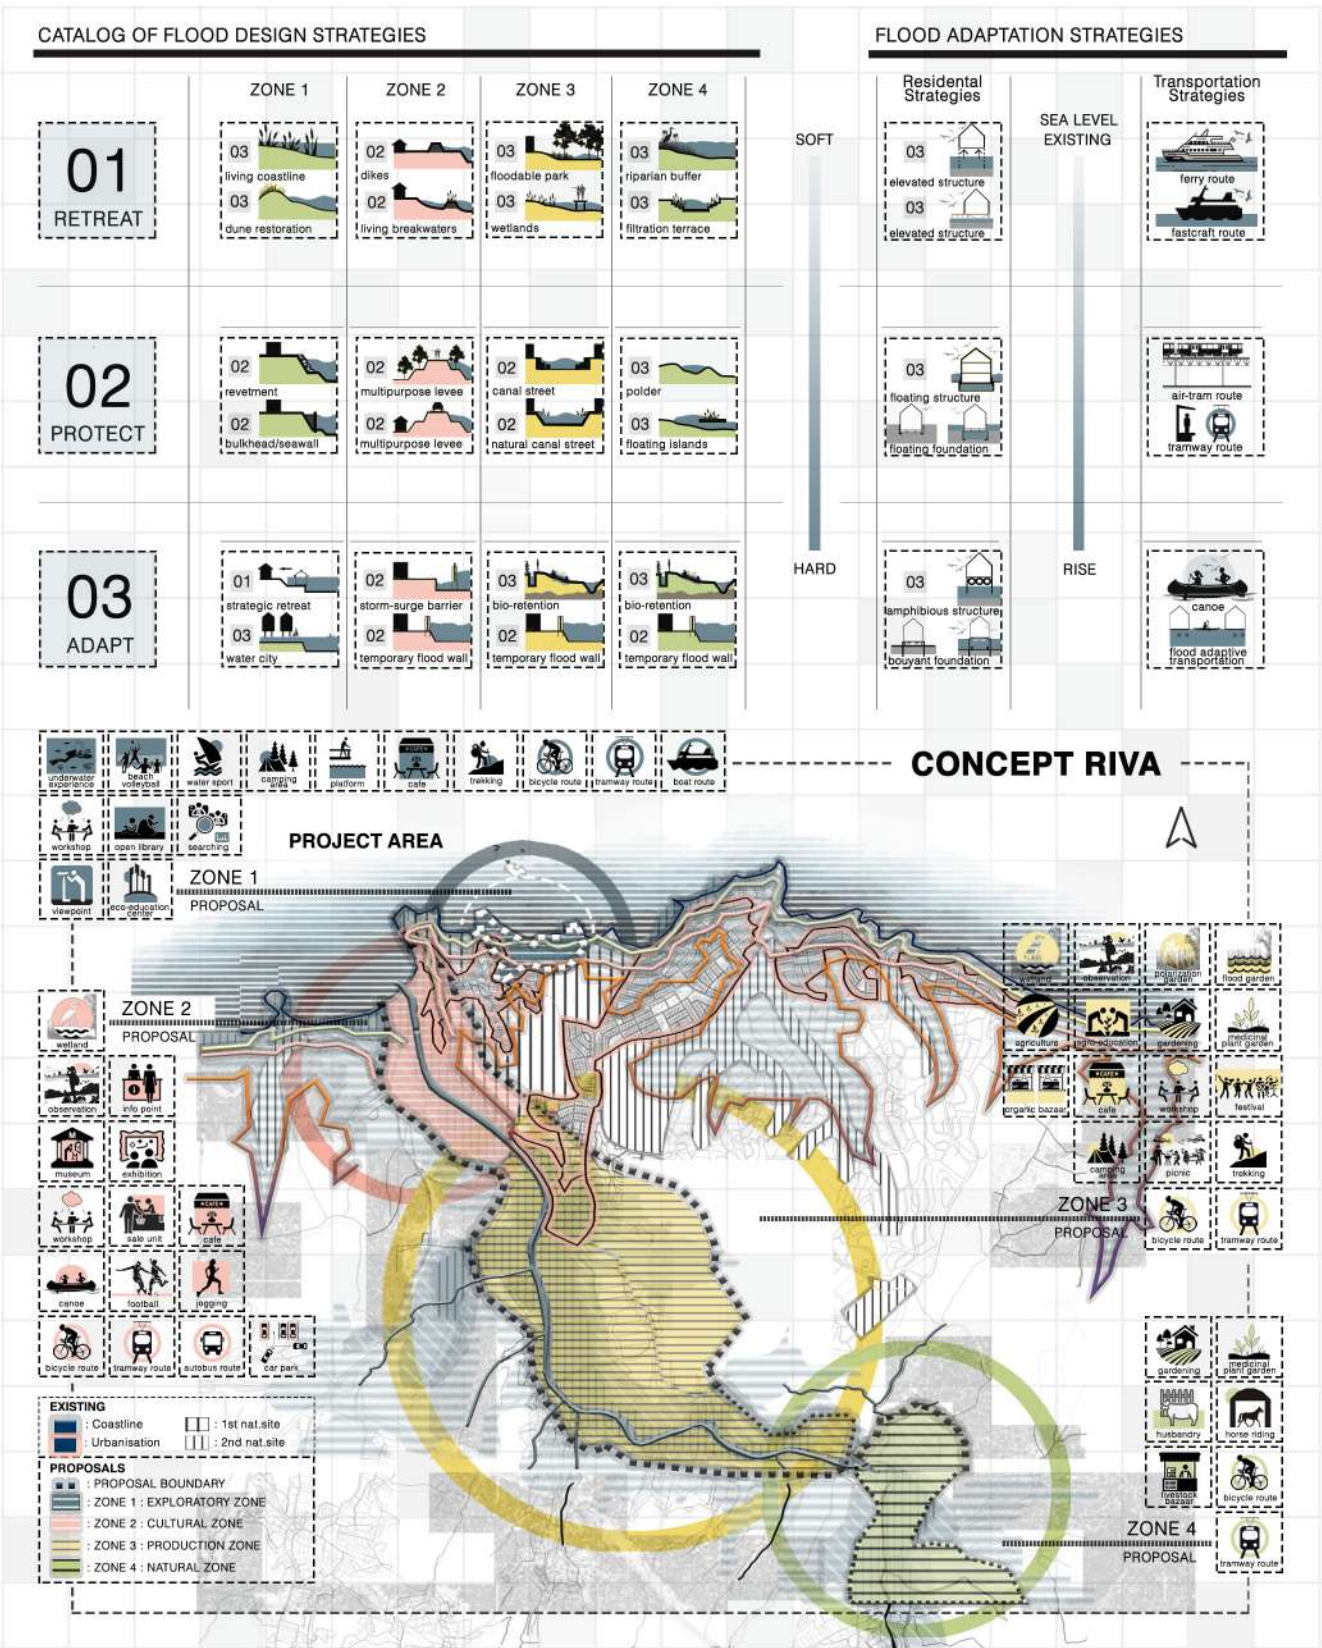 CATALOG OF FLOOD DESIGN STRATEGIES
FLOOD ADAPTATION STRATEGIES
ZONE 1
ZONE 2
ZONE 3
ZONE 4
Residental
Strategies
SEA LEVEL
EXISTING
Transportation
Strategies
SOFT
01
RETREAT
03
living coastline
03
dune restoration
02
dikes
02
living breakwaters
03
floodable park
03
wetlands
03
riparian buffer
03
filtration terrace
03
elevated structure
03
elevated structure
ferry route
fastcraft route
02
PROTECT
02
revetment
02
bulkhead/seawall
02
multipurpose levee
02
multipurpose levee
02
canal street
02
natural canal street
03
polder
03
floating islands
03
floating structure
floating foundation
air-tram route
tramway route
03
ADAPT
01
strategic retreat
03
water city
02
storm-surge barrier
02
temporary flood wall
03
bio-retention
02
temporary flood wall
03
bio-retention
02
temporary flood wall
HARD
03
amphibious structure
bouyant foundation
RISE
canoe
flood adaptive
transportation
underwater
experience
beach
volleyball
water sport
camping
area
platform
CAFE
cafe
trekking
bicycle route
tramway route
boat route
CONCEPT RIVA
workshop
open library
searching
PROJECT AREA
viewpoint
eco-education
center
ZONE 1
PROPOSAL
wetland
observation
polarization
garden
flood garden
ZONE 2
PROPOSAL
wetland
agriculture
agro-education
gardening
medicinal
plant garden
observation
info point
organic bazaar
CAFE
cafe
workshop
festival
museum
exhibition
camping
area
picnic
trekking
workshop
sale unit
CAFE
cafe
ZONE 3
PROPOSAL
bicycle route
tramway route
canoe
football
jogging
bicycle route
tramway route
autobus route
car park
gardening
medicinal
plant garden
husbandry
horse riding
livestock
bazaar
bicycle route
ZONE 4
PROPOSAL
tramway route
EXISTING
: Coastline
: 1st nat.site
: Urbanisation
: 2nd nat.site
PROPOSALS
: PROPOSAL BOUNDARY
: ZONE 1 : EXPLORATORY ZONE
: ZONE 2 : CULTURAL ZONE
: ZONE 3 : PRODUCTION ZONE
: ZONE 4 : NATURAL ZONE